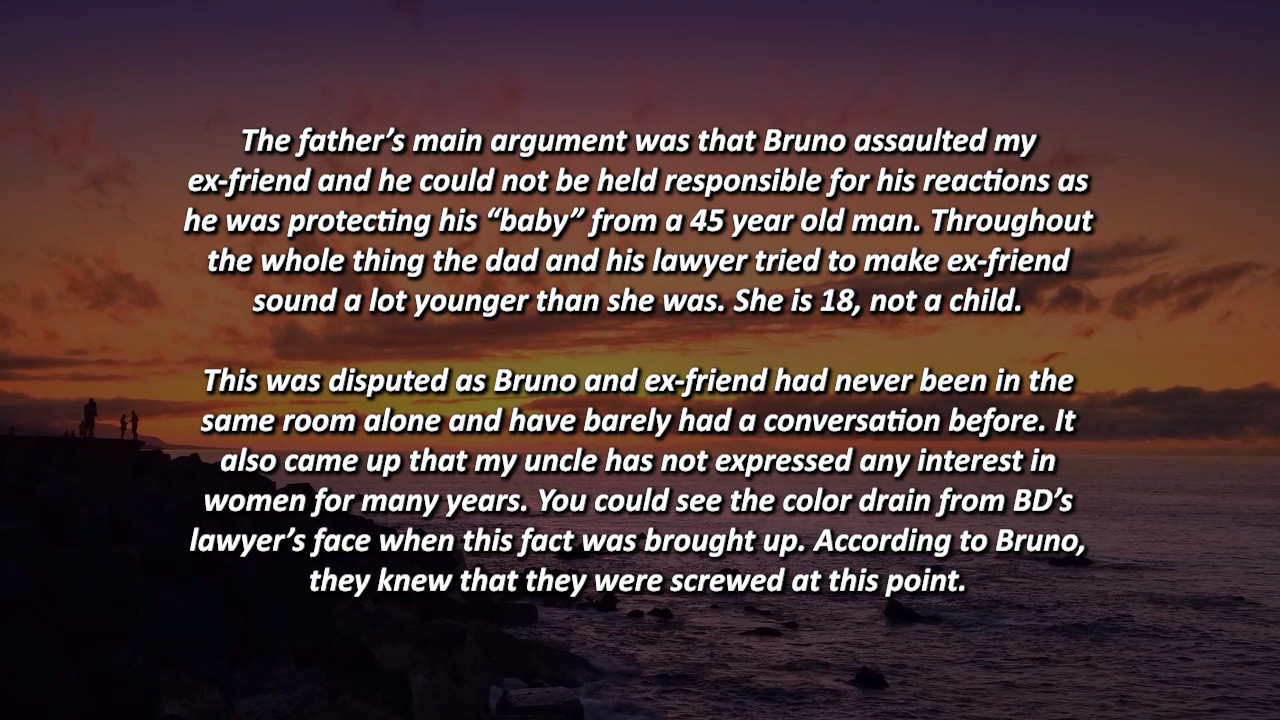 The father’s main argument was that Bruno assaulted my
ex-friend and he could not be held responsible for his reactions as
he was protecting his “baby” from a 45 year old man. Throughout
the whole thing the dad and his lawyer tried to make ex-friend
sound a lot younger than she was. She is 18, not a child.
This was disputed as Bruno and ex-friend had never been in the
same room alone and have barely had a conversation before. It
also came up that my uncle has not expressed any interest in
women for many years. You could see the color drain from BD’s
lawyer’s face when this fact was brought up. According to Bruno,
they knew that they were screwed at this point.